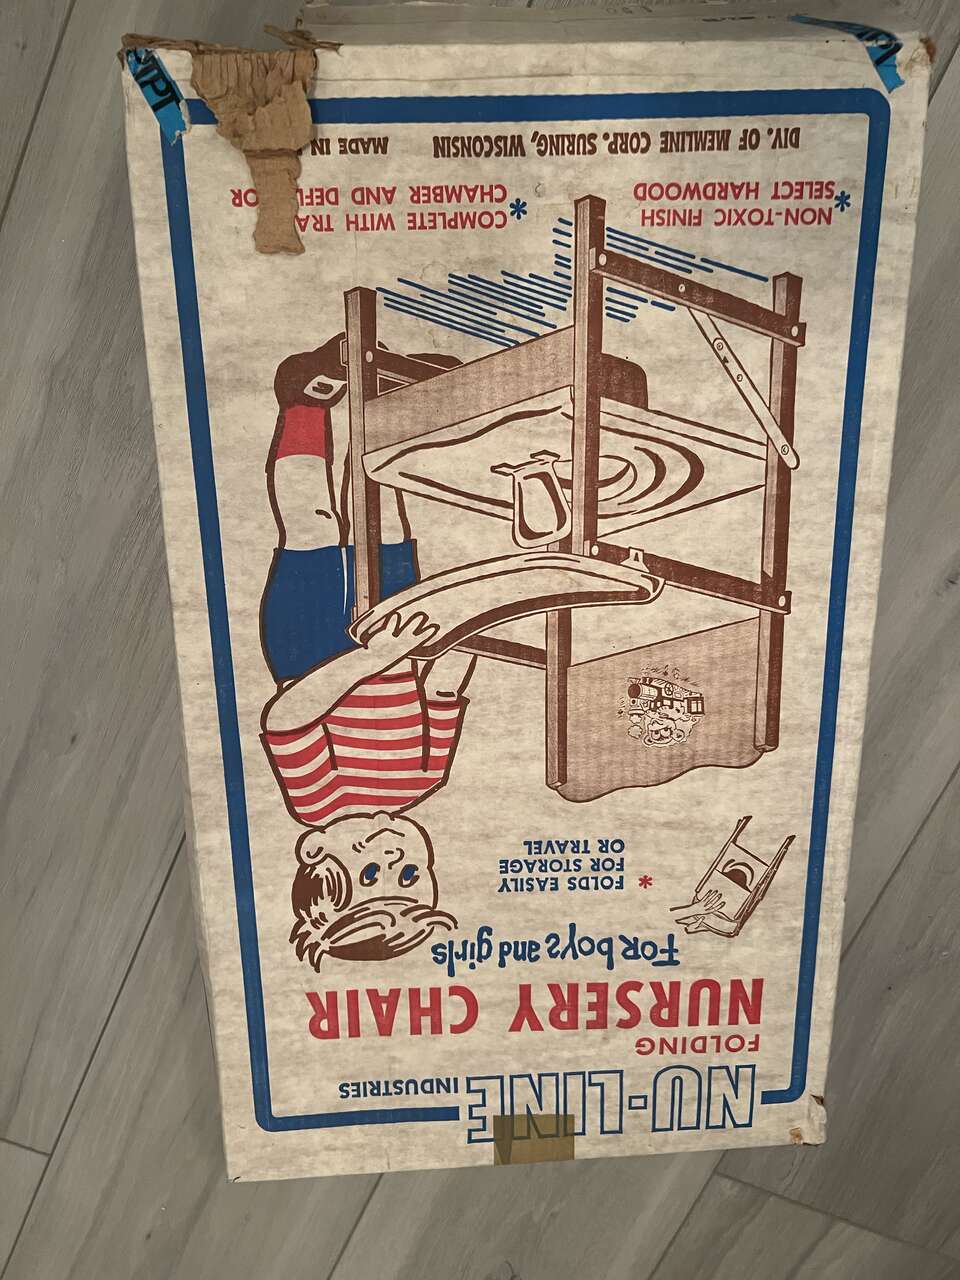 NU-LINE INDUSTRIES
FOLDING
NURSERY CHAIR
For boys and girls
* FOLDS EASILY
FOR STORAGE
OR TRAVEL
NON-TOXIC FINISH
* SELECT HARDWOOD
* COMPLETE WITH
CHAMBER AND
DIV. OF MEMLINE CORP. SURING, WISCONSIN MADE IN